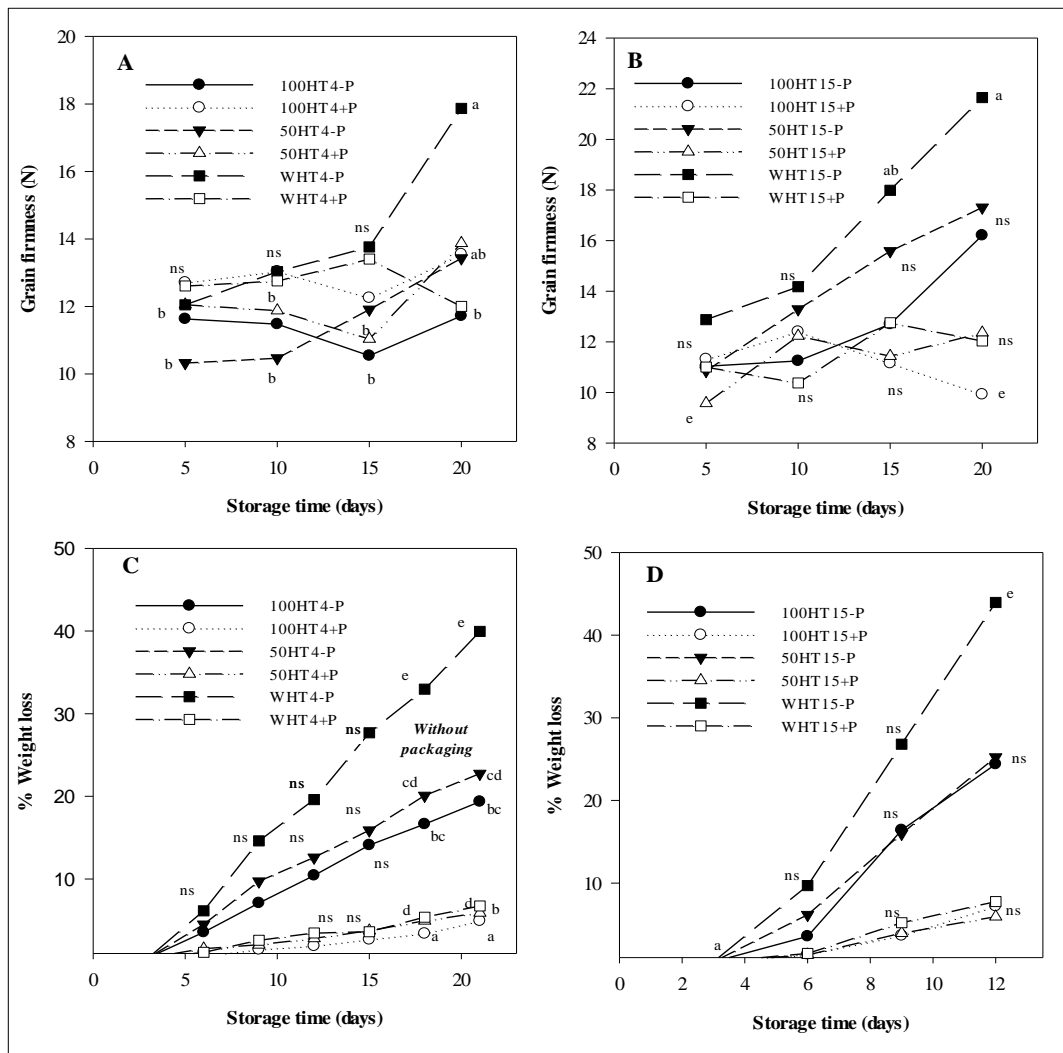 A
100HT4-P
100HT4+P
50HT4-P
50HT4+P
WHT4-P
WHT4+P
Grain firmness (N)
20
18
16
14
12
10
8
0
5
10
15
20
Storage time (days)
a
ns
ns
ns
ab
b
b
b
b
b
b
b
B
100HT15-P
100HT15+P
50HT15-P
50HT15+P
WHT15-P
WHT15+P
Grain firmness (N)
24
22
20
18
16
14
12
10
8
0
5
10
15
20
Storage time (days)
a
ab
ns
ns
ns
ns
ns
ns
ns
e
e
C
100HT4-P
100HT4+P
50HT4-P
50HT4+P
WHT4-P
WHT4+P
% Weight loss
50
40
30
20
10
0
5
10
15
20
Storage time (days)
e
e
ns
Without
packaging
ns
ns
ns
ns
ns
cd
cd
bc
bc
ns
ns
ns
d
d
b
a
a
D
100HT15-P
100HT15+P
50HT15-P
50HT15+P
WHT15-P
WHT15+P
% Weight loss
50
40
30
20
10
0
2
4
6
8
10
12
Storage time (days)
e
ns
ns
ns
ns
ns
ns
a